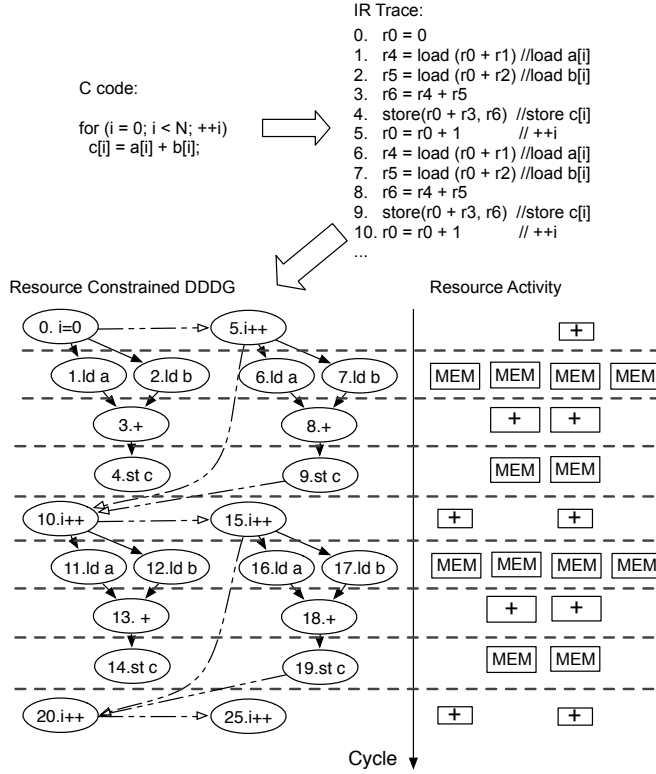 IR Trace:
0. r0 = 0
1. r4 = load (r0 + r1) //load a[i]
2. r5 = load (r0 + r2) //load b[i]
3. r6 = r4 + r5
4. store(r0 + r3, r6) //store c[i]
5. r0 = r0 + 1 // ++i
6. r4 = load (r0 + r1) //load a[i]
7. r5 = load (r0 + r2) //load b[i]
8. r6 = r4 + r5
9. store(r0 + r3, r6) //store c[i]
10. r0 = r0 + 1 // ++i
...
C code:
for (i = 0; i < N; ++i)
c[i] = a[i] + b[i];
Resource Constrained DDDG
Resource Activity
0. i=0 5.i++ +
1.ld a 2.ld b 6.ld a 7.ld b MEM MEM MEM MEM
3.+ 8.+ + +
4.st c 9.st c MEM MEM
10.i++ 15.i++ + +
11.ld a 12.ld b 16.ld a 17.ld b MEM MEM MEM MEM
13. + 18.+ + +
14.st c 19.st c MEM MEM
20.i++ 25.i++ + +
Cycle